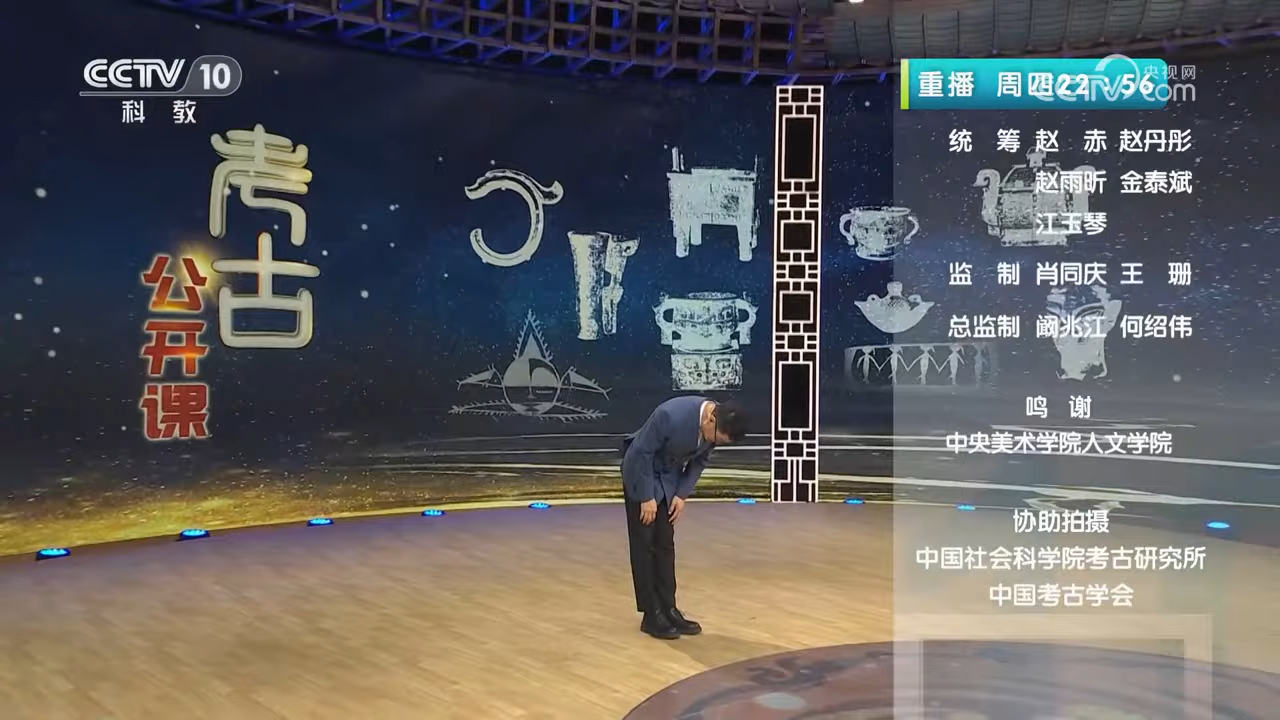 CCTV 10
科教
考古
公开课
重播 周四22:56
央视网
CCTV.com
统 筹 赵 赤 赵丹彤
赵雨昕 金泰斌
江玉琴
监 制 肖同庆 王 珊
总监制 阚兆江 何绍伟
鸣 谢
中央美术学院人文学院
协助拍摄
中国社会科学院考古研究所
中国考古学会